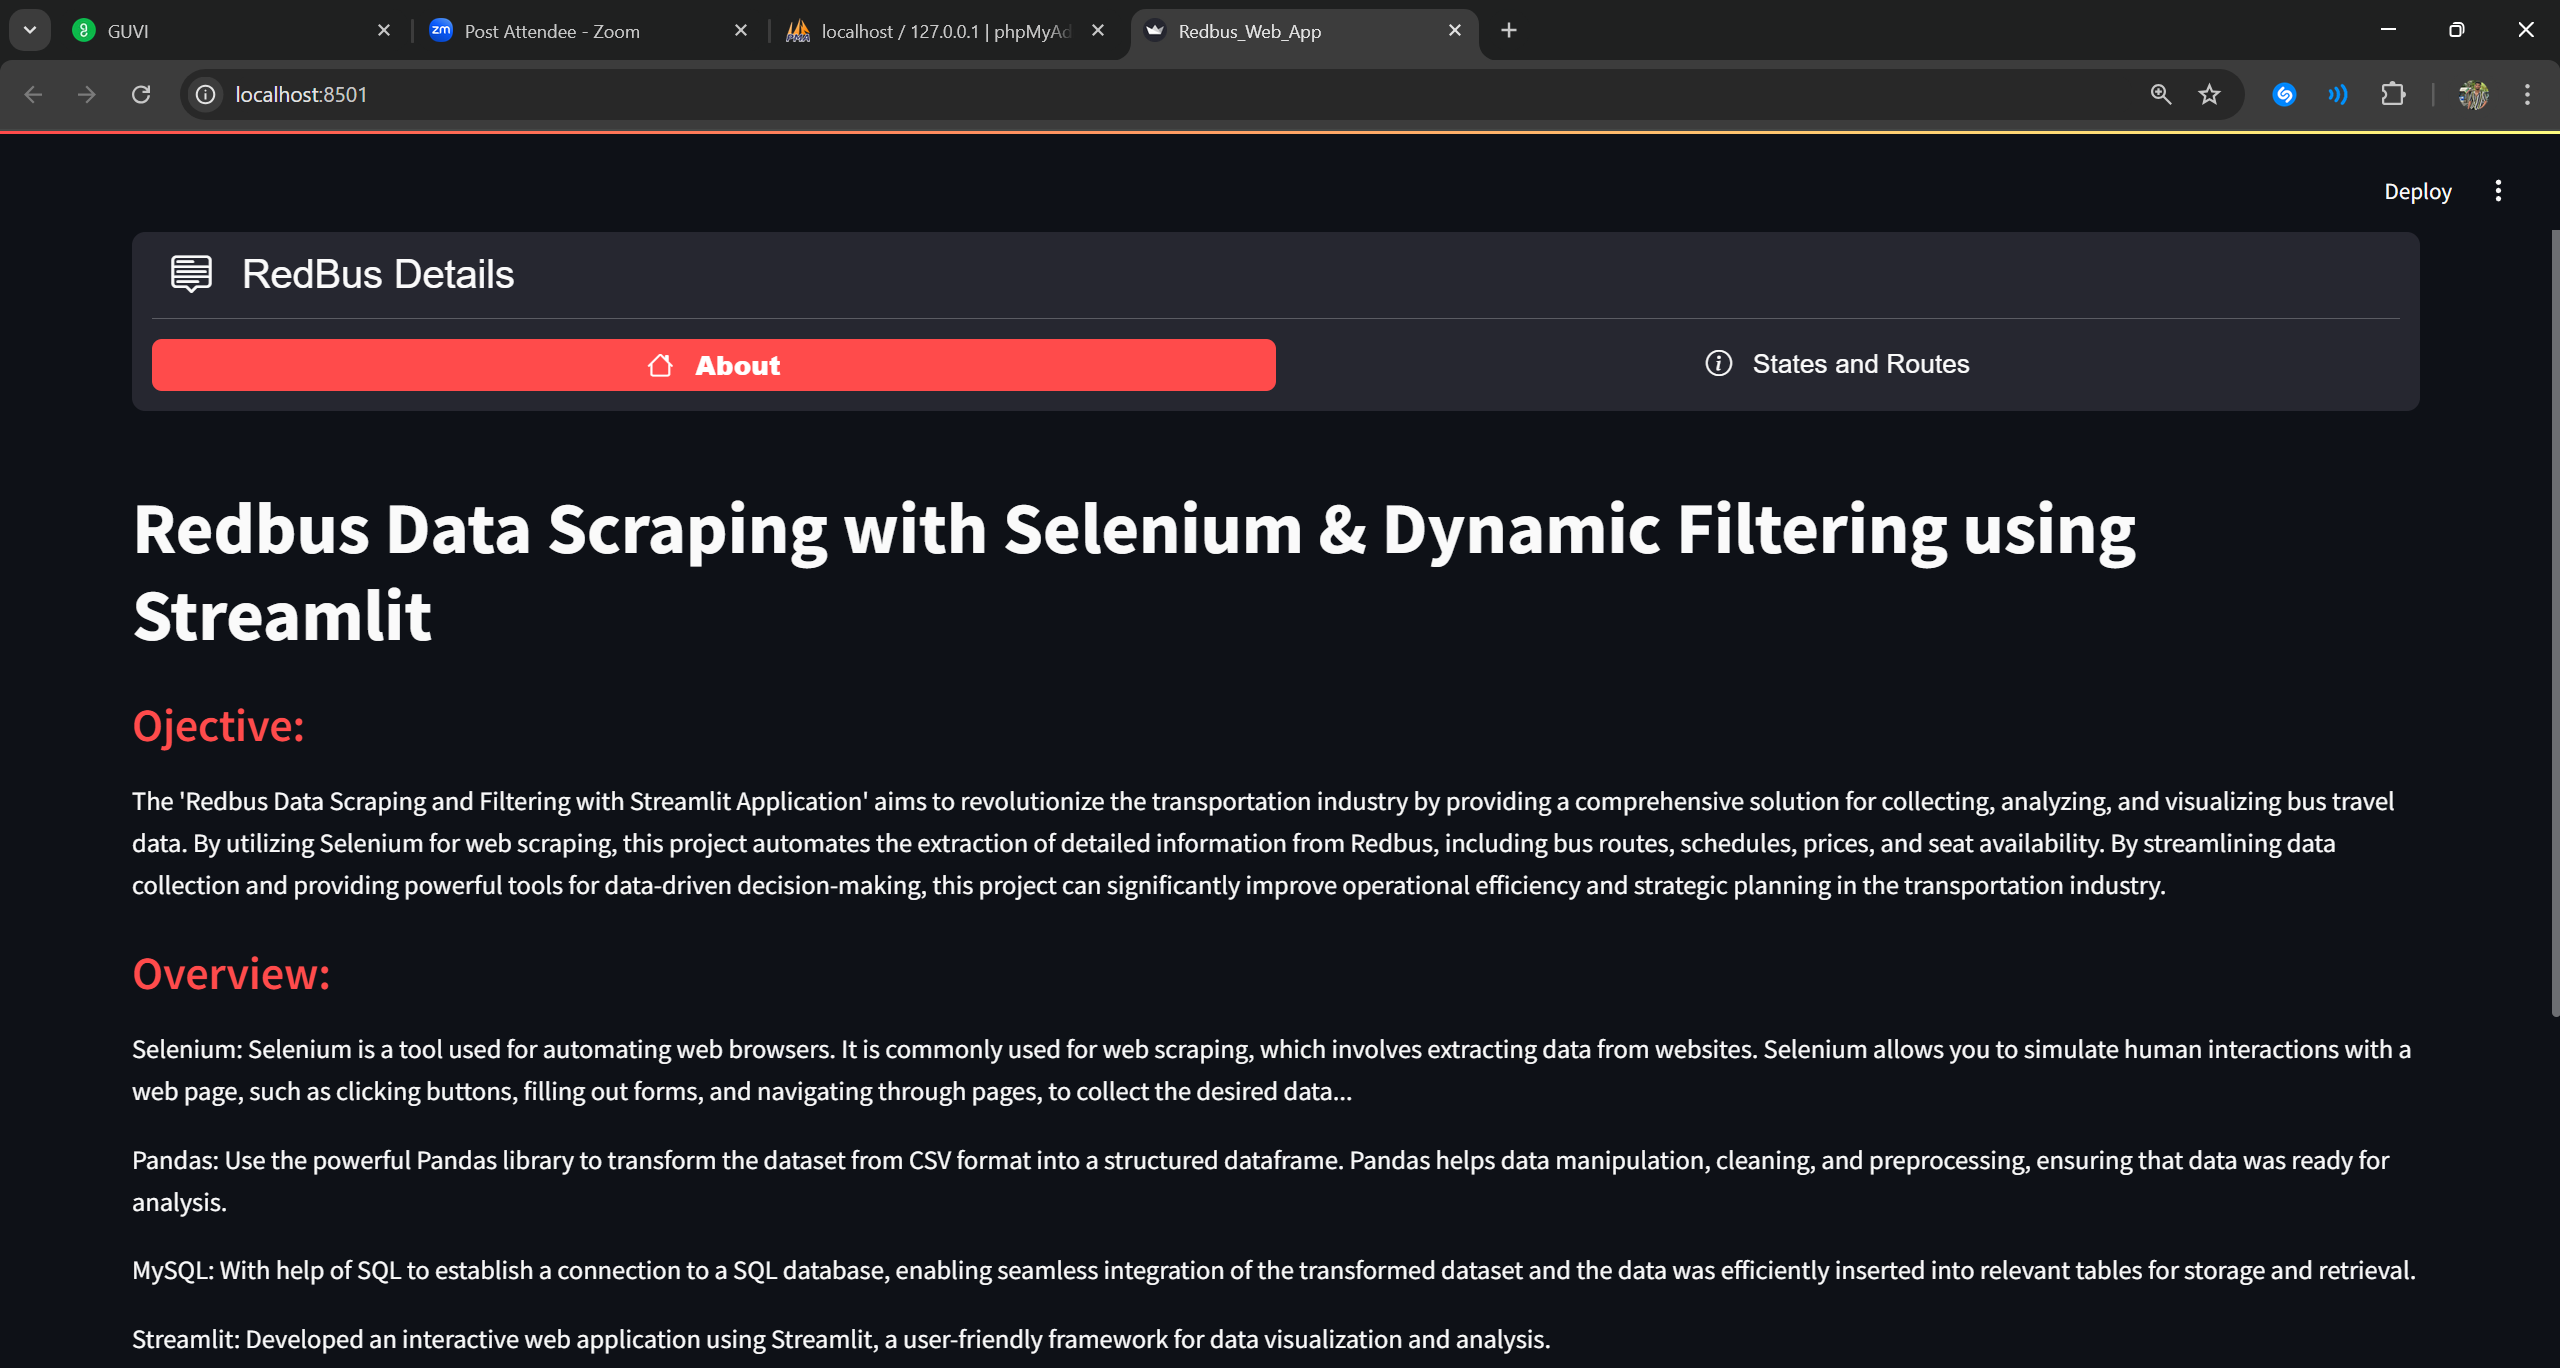 GUVI
Post Attendee - Zoom
localhost / 127.0.0.1 | phpMyAd
Redbus_Web_App
localhost:8501
Deploy
RedBus Details
About
States and Routes
Redbus Data Scraping with Selenium & Dynamic Filtering using
Streamlit
Ojective:
The 'Redbus Data Scraping and Filtering with Streamlit Application' aims to revolutionize the transportation industry by providing a comprehensive solution for collecting, analyzing, and visualizing bus travel
data. By utilizing Selenium for web scraping, this project automates the extraction of detailed information from Redbus, including bus routes, schedules, prices, and seat availability. By streamlining data
collection and providing powerful tools for data-driven decision-making, this project can significantly improve operational efficiency and strategic planning in the transportation industry.
Overview:
Selenium: Selenium is a tool used for automating web browsers. It is commonly used for web scraping, which involves extracting data from websites. Selenium allows you to simulate human interactions with a
web page, such as clicking buttons, filling out forms, and navigating through pages, to collect the desired data...
Pandas: Use the powerful Pandas library to transform the dataset from CSV format into a structured dataframe. Pandas helps data manipulation, cleaning, and preprocessing, ensuring that data was ready for
analysis.
MySQL: With help of SQL to establish a connection to a SQL database, enabling seamless integration of the transformed dataset and the data was efficiently inserted into relevant tables for storage and retrieval.
Streamlit: Developed an interactive web application using Streamlit, a user-friendly framework for data visualization and analysis.